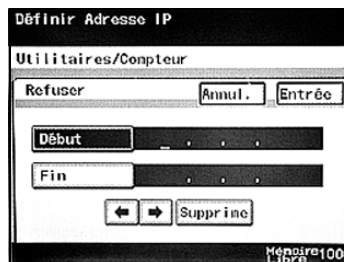 Définir Adresse IP
Utilitaires/Compteur
Refuser Annul. Entrée
Début _ . . .
Fin . . .
← → Supprime
Mémoire 100
Libre